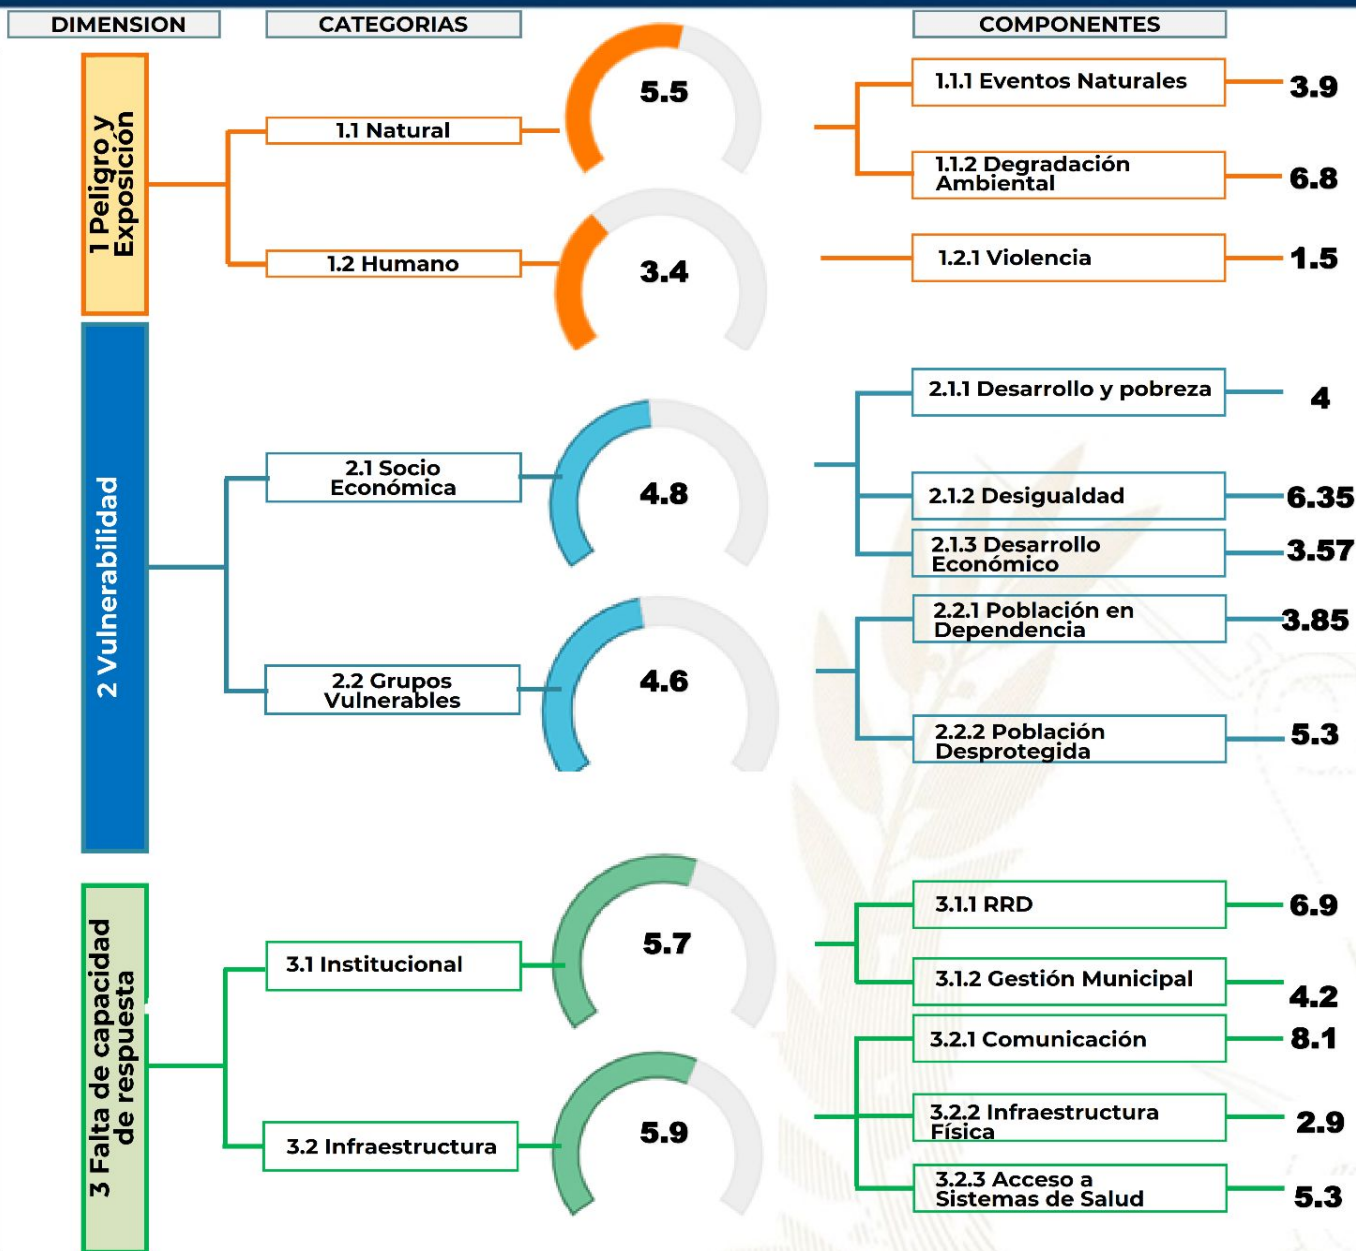 DIMENSION
CATEGORIAS
COMPONENTES
1 Peligro y
Exposición
1.1 Natural
5.5
1.1.1 Eventos Naturales
3.9
1.1.2 Degradación
Ambiental
6.8
1.2 Humano
3.4
1.2.1 Violencia
1.5
2 Vulnerabilidad
2.1 Socio
Económica
4.8
2.1.1 Desarrollo y pobreza
4
2.1.2 Desigualdad
6.35
2.1.3 Desarrollo
Económico
3.57
2.2 Grupos
Vulnerables
4.6
2.2.1 Población en
Dependencia
3.85
2.2.2 Población
Desprotegida
5.3
3 Falta de capacidad
de respuesta
3.1 Institucional
5.7
3.1.1 RRD
6.9
3.1.2 Gestión Municipal
4.2
3.2 Infraestructura
5.9
3.2.1 Comunicación
8.1
3.2.2 Infraestructura
Física
2.9
3.2.3 Acceso a
Sistemas de Salud
5.3